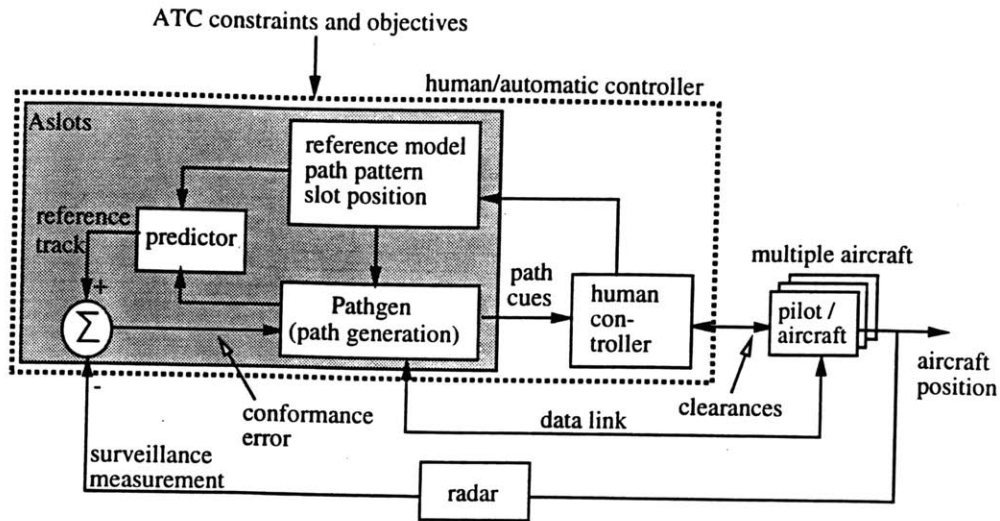 ATC constraints and objectives
human/automatic controller
Aslots
reference model
path pattern
slot position
reference
track
predictor
+
Σ
-
Pathgen
(path generation)
path
cues
human
con-
troller
multiple aircraft
pilot /
aircraft
aircraft
position
clearances
conformance
error
data link
surveillance
measurement
radar